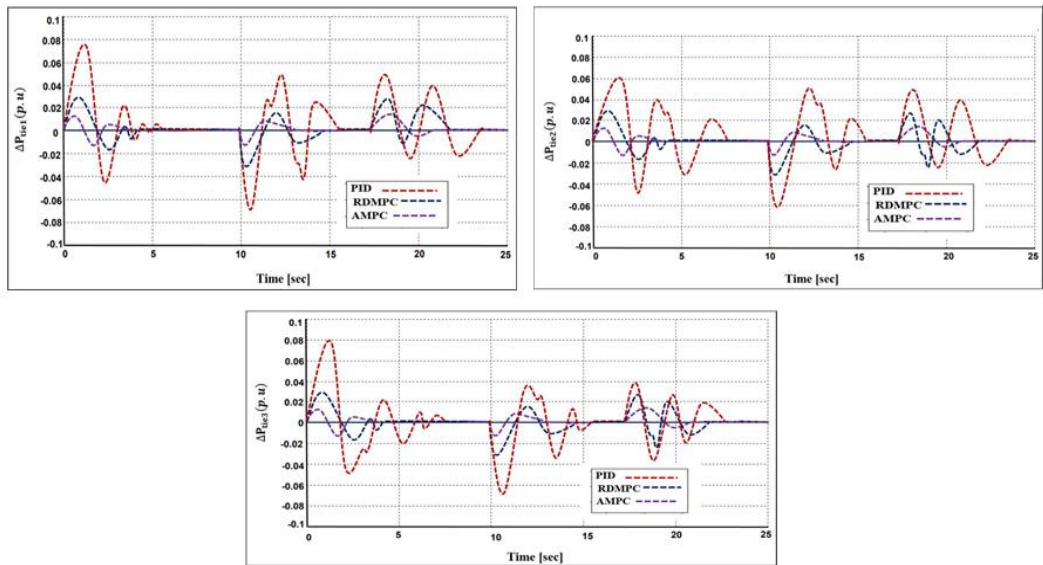 0.1
0.08
0.06
0.04
0.02
0
-0.02
-0.04
-0.06
-0.08
-0.1
ΔPtie1(p.u)
PID
RDMPC
AMPC
0 5 10 15 20 25
Time [sec]
0.1
0.08
0.06
0.04
0.02
0
-0.02
-0.04
-0.06
-0.08
-0.1
ΔPtie2(p.u)
PID
RDMPC
AMPC
0 5 10 15 20 25
Time [sec]
0.1
0.08
0.06
0.04
0.02
0
-0.02
-0.04
-0.06
-0.08
-0.1
ΔPtie3(p.u)
PID
RDMPC
AMPC
0 5 10 15 20 25
Time [sec]